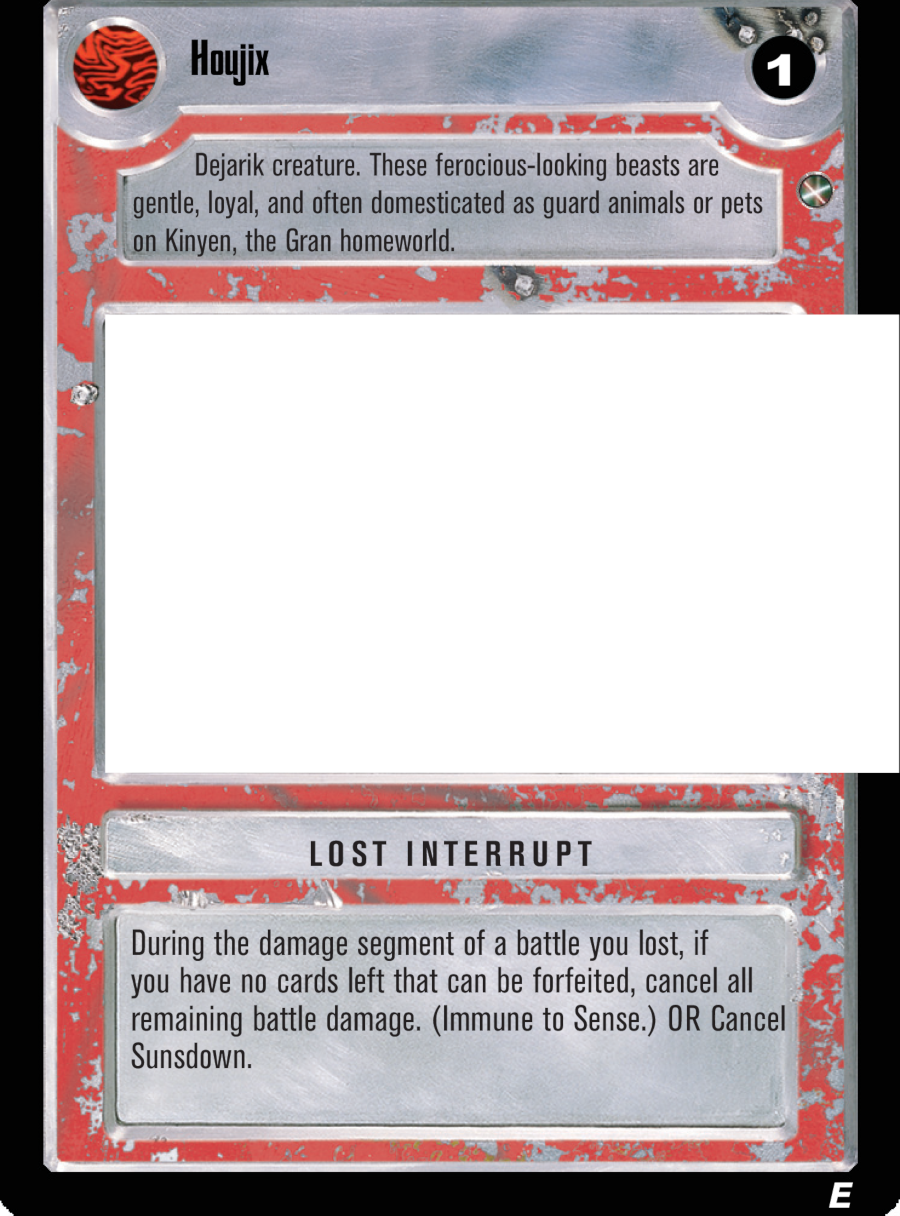 Houjix
1
Dejarik creature. These ferocious-looking beasts are
gentle, loyal, and often domesticated as guard animals or pets
on Kinyen, the Gran homeworld.
LOST INTERRUPT
During the damage segment of a battle you lost, if
you have no cards left that can be forfeited, cancel all
remaining battle damage. (Immune to Sense.) OR Cancel
Sunsdown.
E